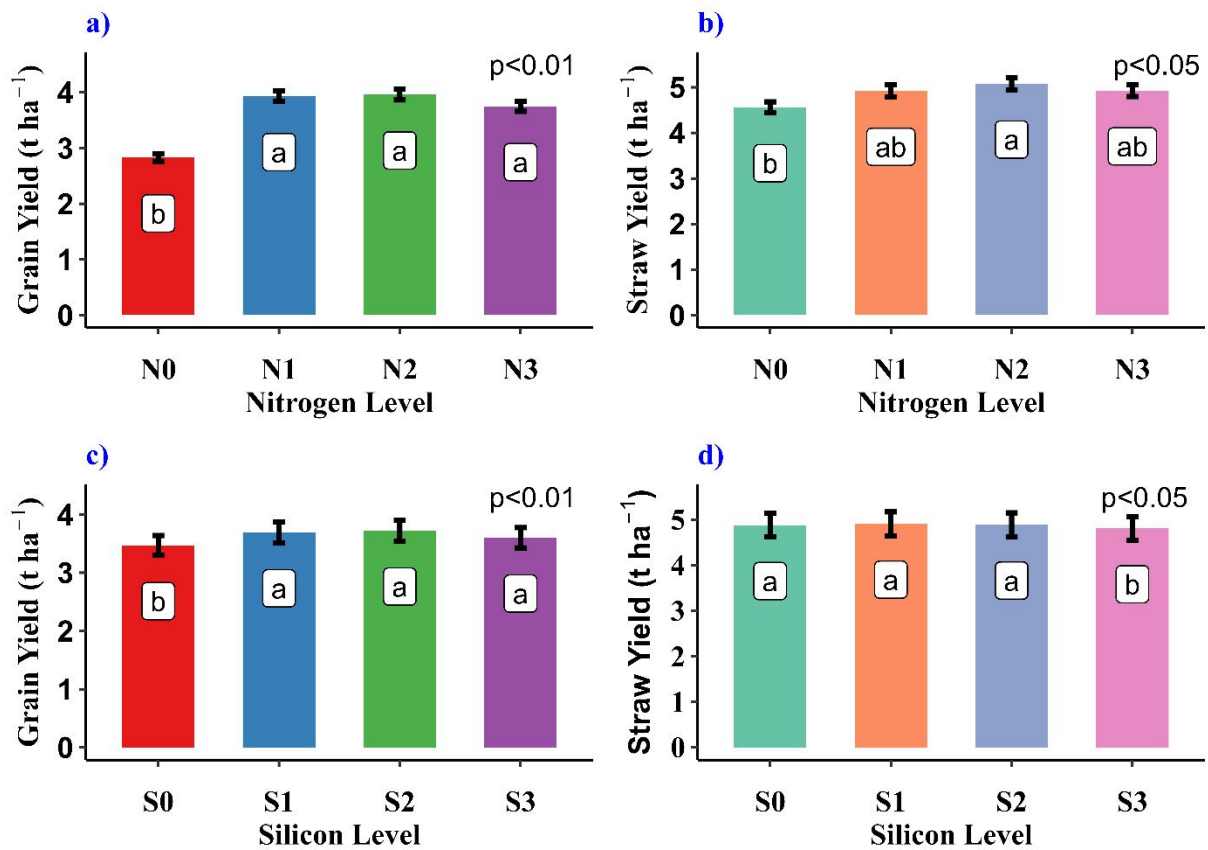 a)
Grain Yield (t ha⁻¹)
4
3
2
1
0
p<0.01
b
a
a
a
N0 N1 N2 N3
Nitrogen Level
b)
Straw Yield (t ha⁻¹)
5
4
3
2
1
0
p<0.05
b
ab
a
ab
N0 N1 N2 N3
Nitrogen Level
c)
Grain Yield (t ha⁻¹)
4
3
2
1
0
p<0.01
b
a
a
a
S0 S1 S2 S3
Silicon Level
d)
Straw Yield (t ha⁻¹)
5
4
3
2
1
0
p<0.05
a
a
a
b
S0 S1 S2 S3
Silicon Level